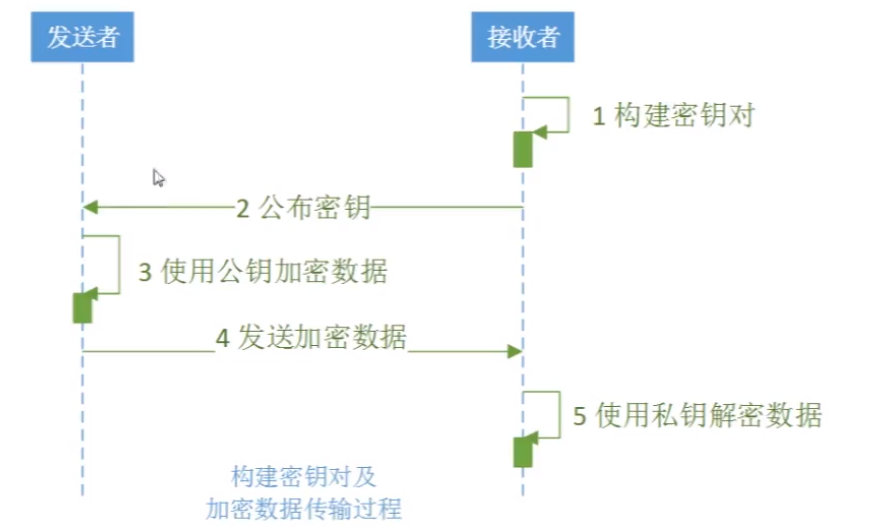 发送者
接收者
1 构建密钥对
2 公布密钥
3 使用公钥加密数据
4 发送加密数据
5 使用私钥解密数据
构建密钥对及
加密数据传输过程